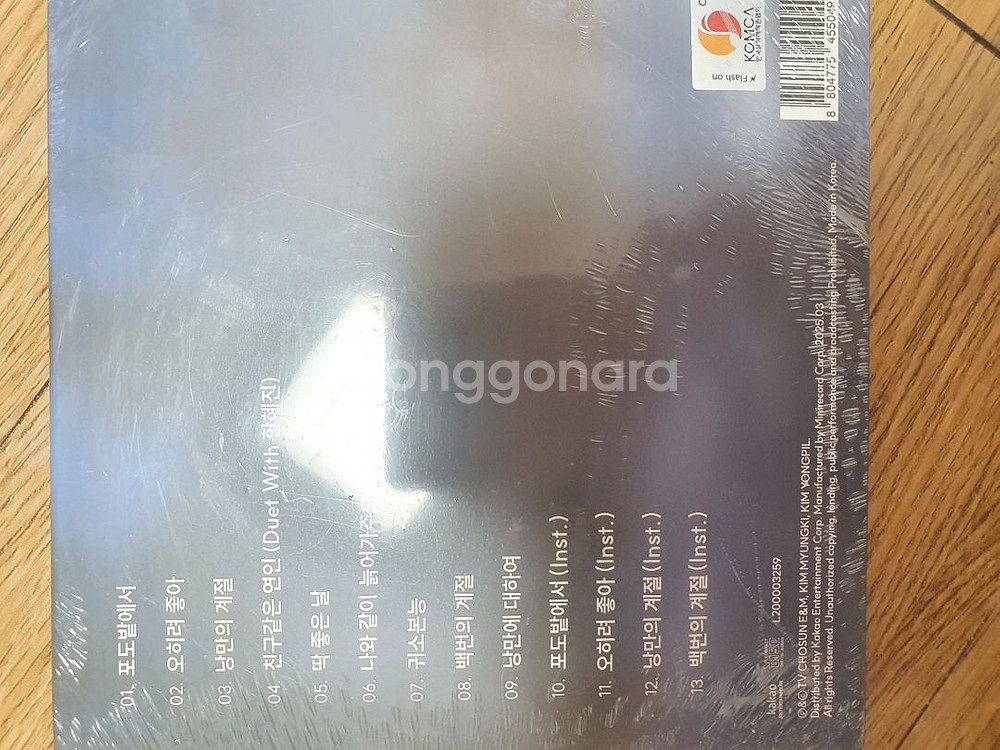 01. 포도밭에서
02. 오히려 좋아
03. 낭만의 계절
04. 친구같은 연인 (Duet With 한혜진)
05. 딱 좋은 날
06. 나와 같이 늙어가
07. 귀소본능
08. 백번의 계절
09. 낭만에 대하여
10. 포도밭에서 (Inst.)
11. 오히려 좋아 (Inst.)
12. 낭만의 계절 (Inst.)
13. 백번의 계절 (Inst.)
kakao
L200003259
℗&© TV CHOSUN E&M, KIM MYUNGKI, KIM YONGPIL.
Distributed by Kakao Entertainment Corp. Manufactured by Minirecord Corp. 2025.03
All rights Reserved. Unauthorized copying, lending, public performance and broadcasting Prohibited. Made in Korea.
Flash on
KOMCA
8 804775 455049
onggonara